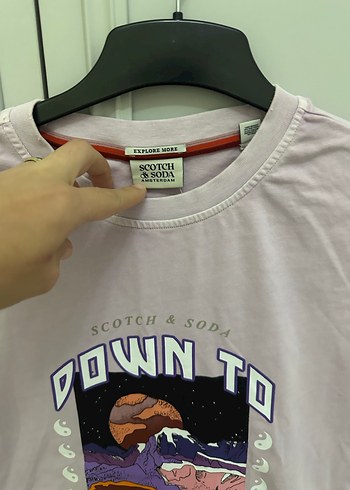 EXPLORE MORE
SCOTCH
& SODA
AMSTERDAM
SCOTCH & SODA
DOWN TO